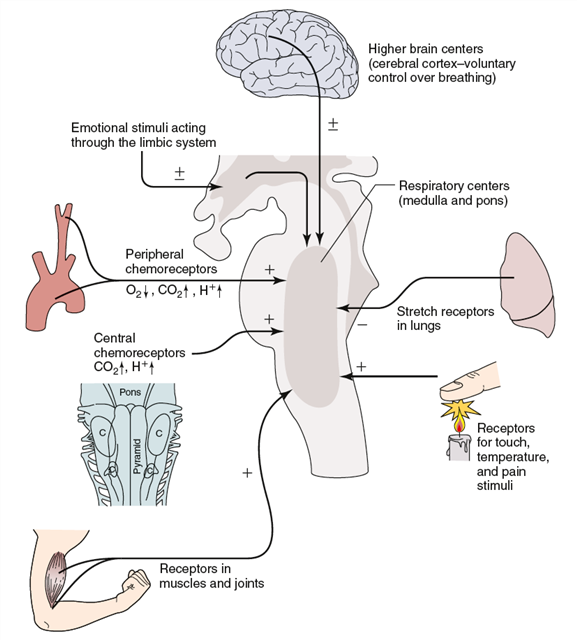 Higher brain centers
(cerebral cortex–voluntary
control over breathing)
±
Emotional stimuli acting
through the limbic system
±
Respiratory centers
(medulla and pons)
Peripheral
chemoreceptors
O2↓, CO2↑, H+↑
+
Stretch receptors
in lungs
–
Central
chemoreceptors
CO2↑, H+↑
+
+
Pons
C
C
Pyramid
C
C
Receptors
for touch,
temperature,
and pain
stimuli
+
Receptors in
muscles and joints